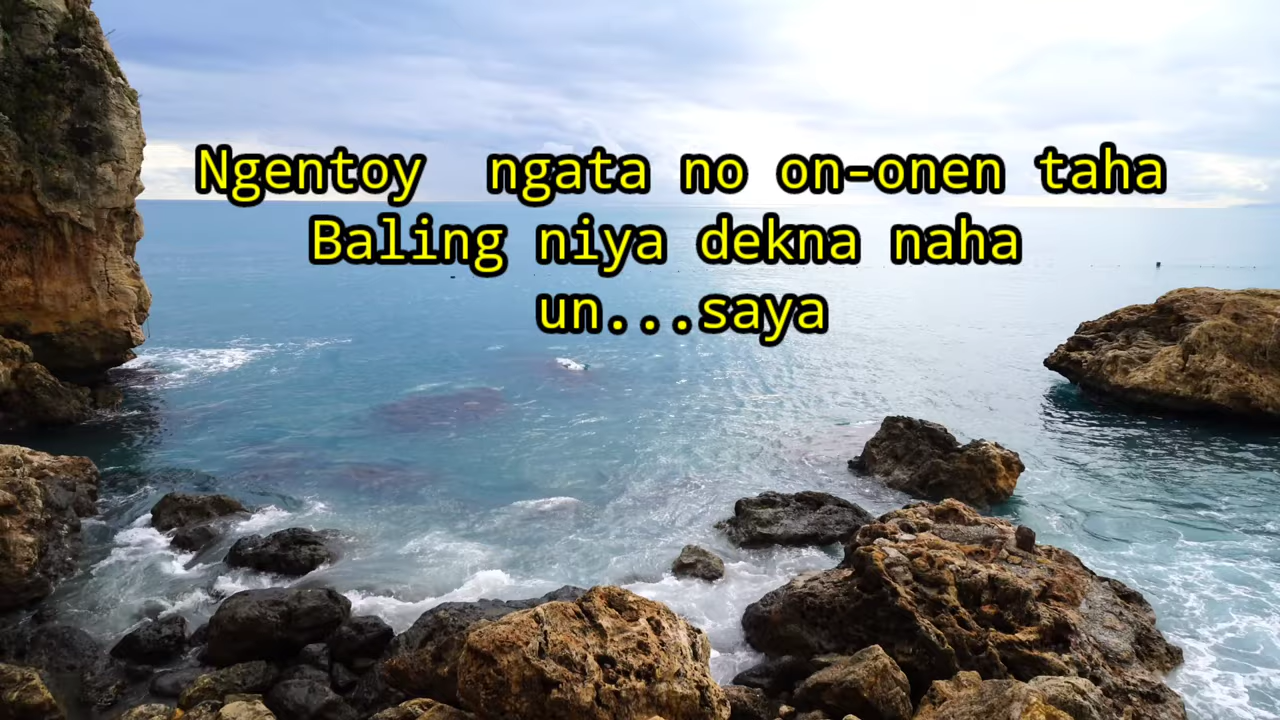 Ngentoy  ngata no on-onen taha
Baling niya dekna naha
un...saya